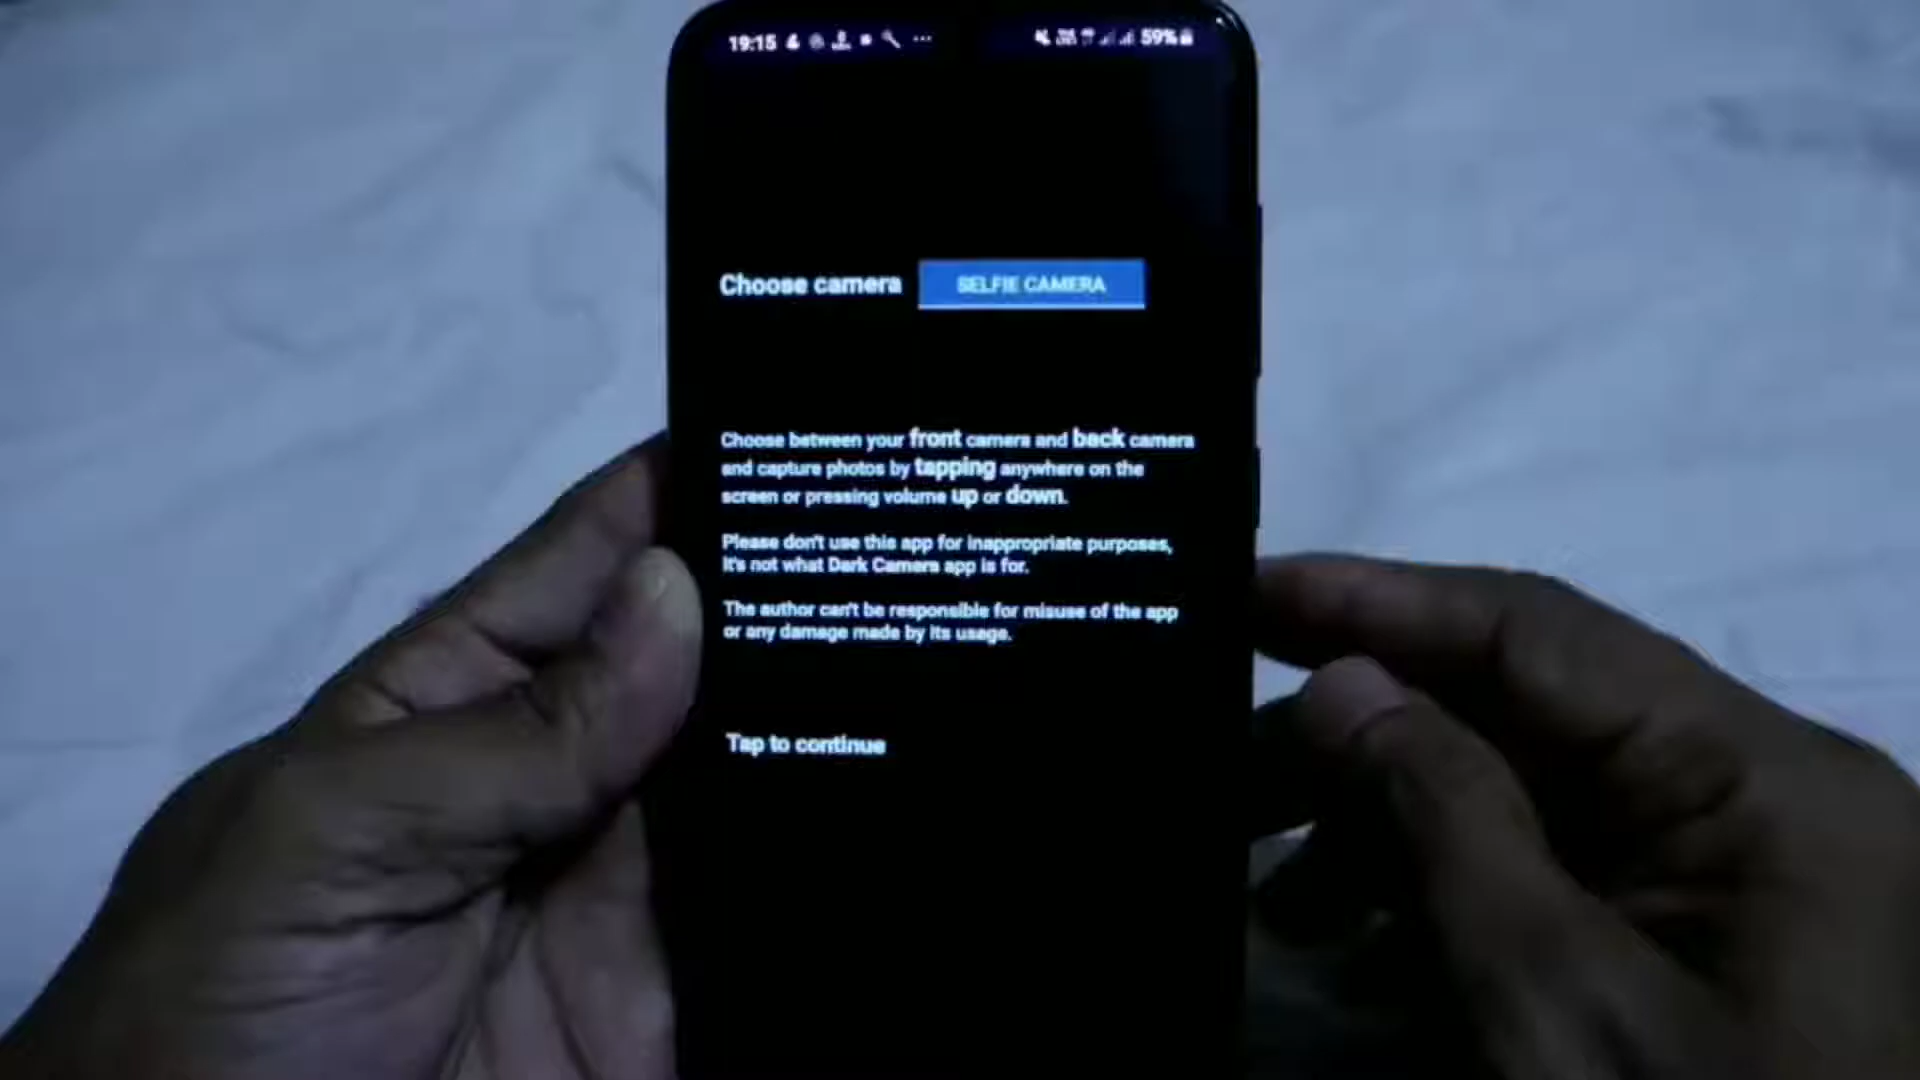 19:15 59%
Choose camera SELFIE CAMERA
Choose between your front camera and back camera
and capture photos by tapping anywhere on the
screen or pressing volume up or down.
Please don't use this app for inappropriate purposes,
it's not what Dark Camera app is for.
The author can't be responsible for misuse of the app
or any damage made by its usage.
Tap to continue